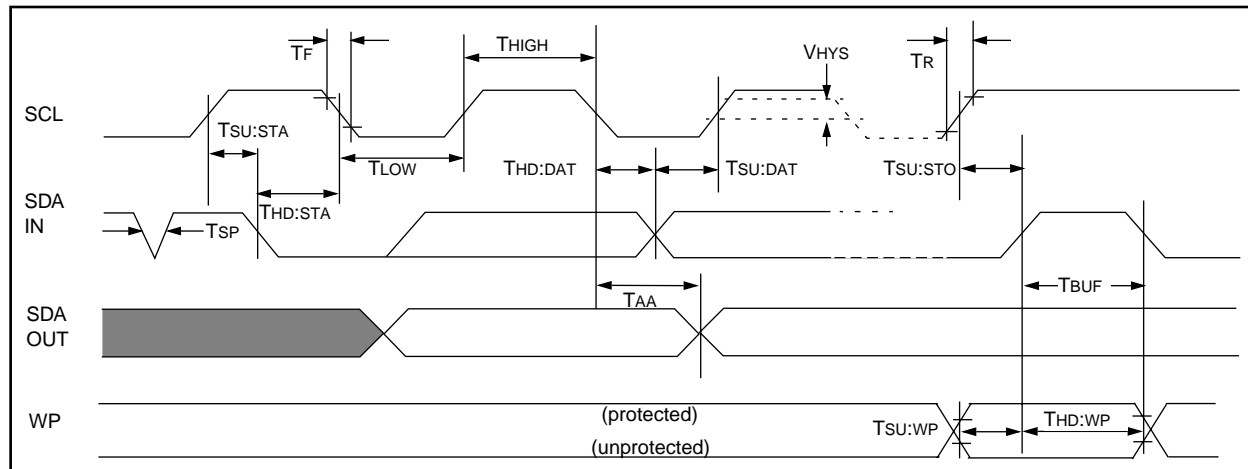 TF
THIGH
VHYS
TR
SCL
TSU:STA
TLOW
THD:DAT
TSU:DAT
TSU:STO
SDA
IN
THD:STA
TSP
TBUF
TAA
SDA
OUT
WP
(protected)
(unprotected)
TSU:WP
THD:WP